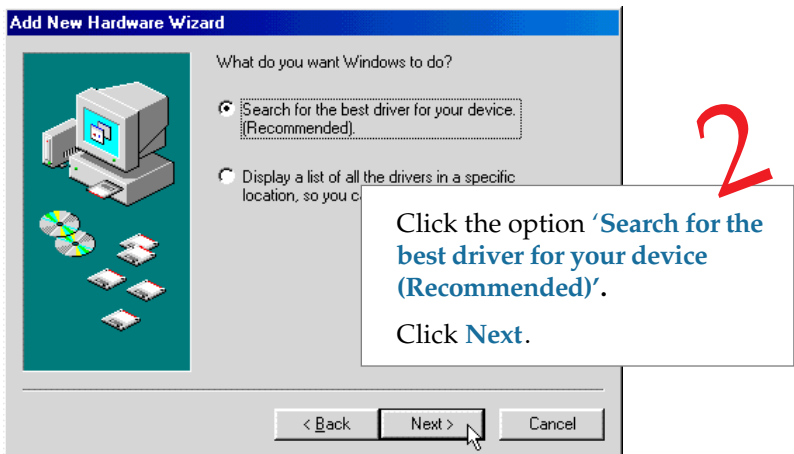 Add New Hardware Wizard
What do you want Windows to do?
Search for the best driver for your device.
(Recommended).
Display a list of all the drivers in a specific
location, so you
2
Click the option ‘Search for the
best driver for your device
(Recommended)’.
Click Next.
< Back
Next >
Cancel